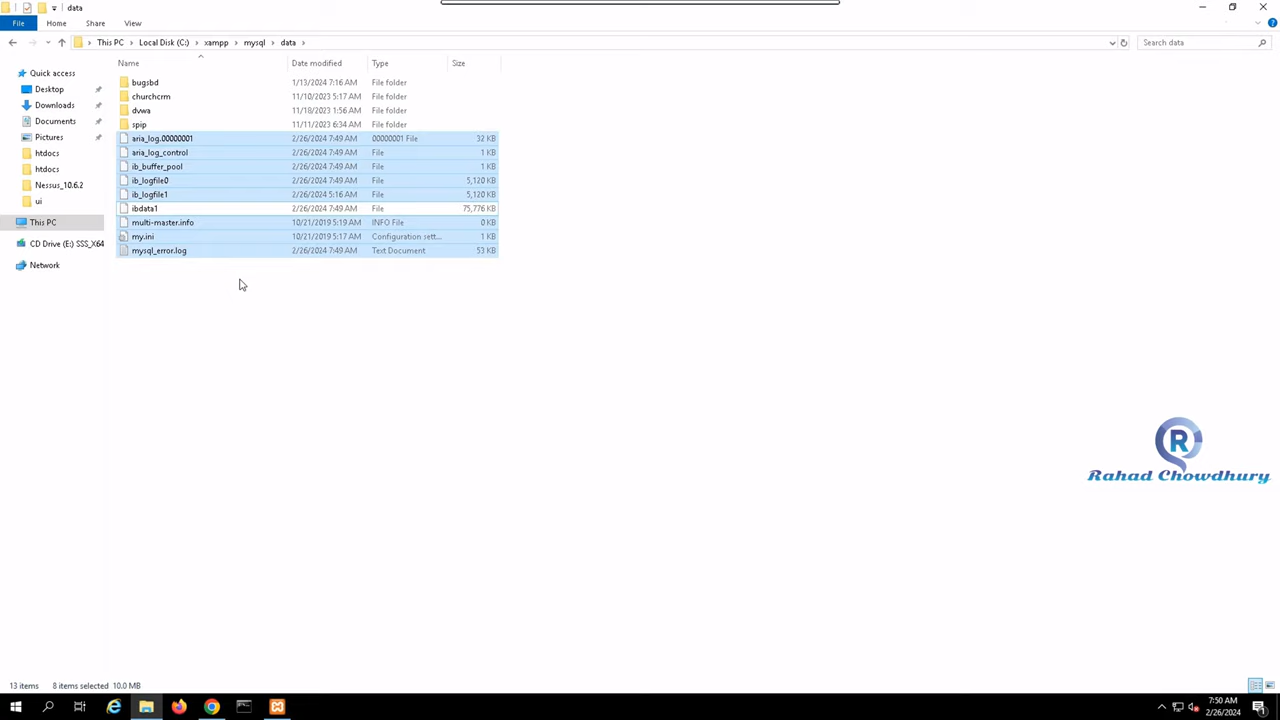 data
File Home Share View
This PC Local Disk (C:) xampp mysql data Search data
Name Date modified Type Size
Quick access
Desktop
Downloads
Documents
Pictures
htdocs
htdocs
Nessus_10.6.2
ui
This PC
CD Drive (E:) SSS_X64
Network
bugsbd 1/13/2024 7:16 AM File folder
churchcrm 11/10/2023 5:17 AM File folder
dvwa 11/18/2023 1:56 AM File folder
spip 11/11/2023 6:34 AM File folder
aria_log.00000001 2/26/2024 7:49 AM 00000001 File 32 KB
aria_log_control 2/26/2024 7:49 AM File 1 KB
ib_buffer_pool 2/26/2024 7:49 AM File 1 KB
ib_logfile0 2/26/2024 7:49 AM File 5,120 KB
ib_logfile1 2/26/2024 5:16 AM File 5,120 KB
ibdata1 2/26/2024 7:49 AM File 75,776 KB
multi-master.info 10/21/2019 5:19 AM INFO File 0 KB
my.ini 10/21/2019 5:17 AM Configuration sett... 1 KB
mysql_error.log 2/26/2024 7:49 AM Text Document 53 KB
R
Rahad Chowdhury
13 items 8 items selected 10.0 MB
7:50 AM
2/26/2024
1